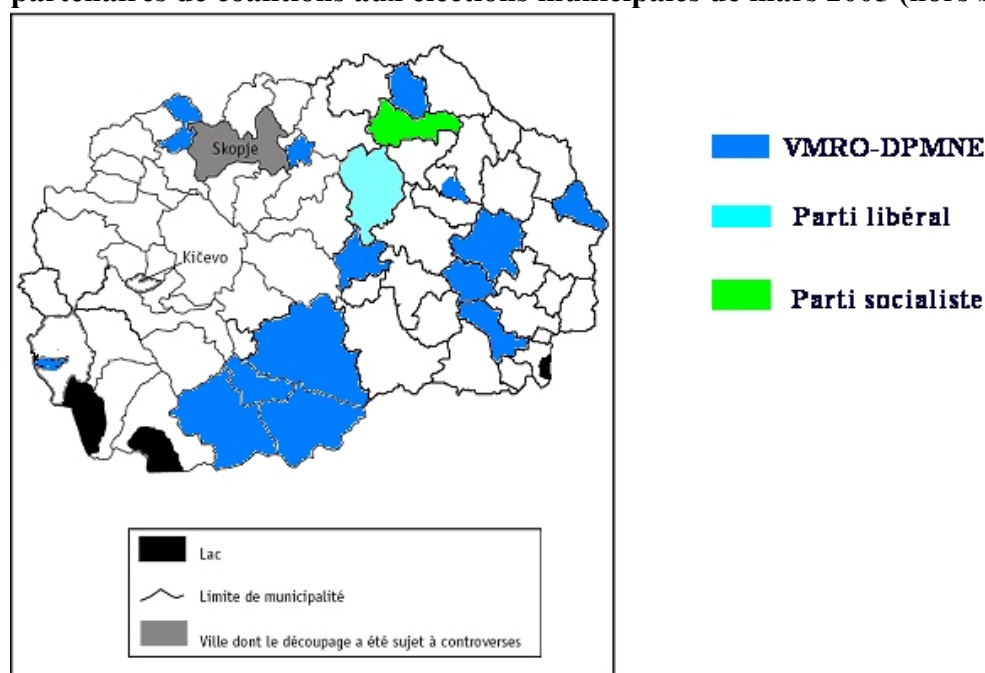 partenaires de coalitions aux élections municipales de mars 2005 (hors
Skopje
Kičevo
VMRO-DPMNE
Parti libéral
Parti socialiste
Lac
Limite de municipalité
Ville dont le découpage a été sujet à controverses